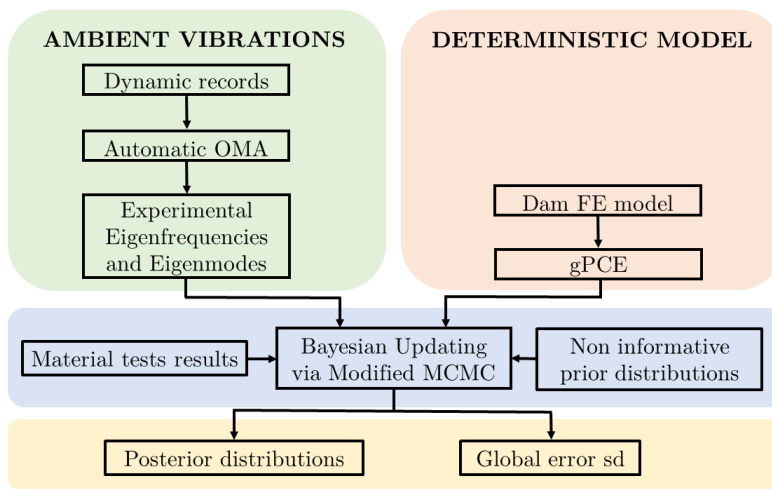 AMBIENT VIBRATIONS
Dynamic records
Automatic OMA
Experimental
Eigenfrequencies
and Eigenmodes
DETERMINISTIC MODEL
Dam FE model
gPCE
Material tests results
Bayesian Updating
via Modified MCMC
Non informative
prior distributions
Posterior distributions
Global error sd